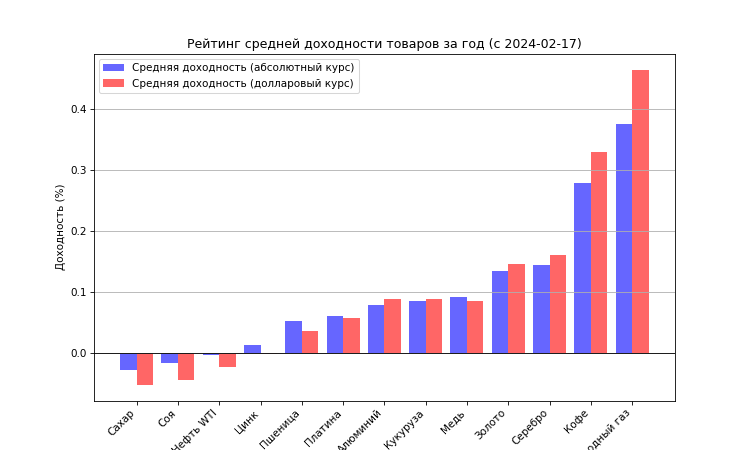 Рейтинг средней доходности товаров за год (с 2024-02-17)
Средняя доходность (абсолютный курс)
Средняя доходность (долларовый курс)
Доходность (%)
0.4
0.3
0.2
0.1
0.0
Сахар
Соя
Нефть WTI
Цинк
Пшеница
Платина
Алюминий
Кукуруза
Медь
Золото
Серебро
Кофе
одный газ